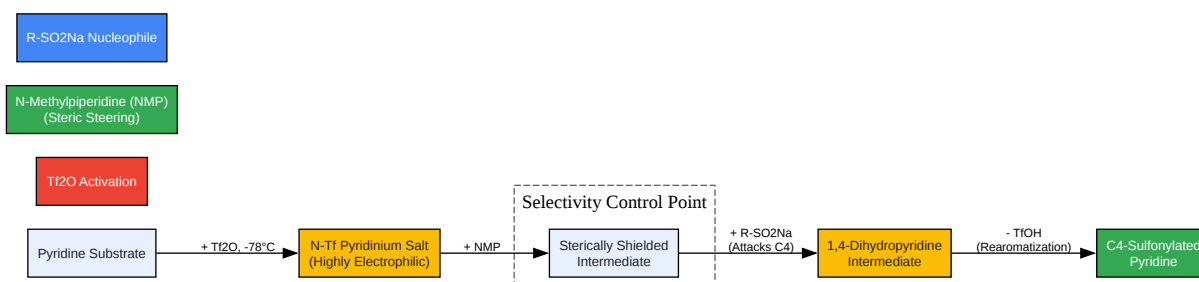 R-SO2Na Nucleophile
N-Methylpiperidine (NMP)
(Steric Steering)
Tf2O Activation
Selectivity Control Point
Pyridine Substrate
+ Tf2O, -78°C
N-Tf Pyridinium Salt
(Highly Electrophilic)
+ NMP
Sterically Shielded
Intermediate
+ R-SO2Na
(Attacks C4)
1,4-Dihydropyridine
Intermediate
- TfOH
(Rearomatization)
C4-Sulfonylated
Pyridine